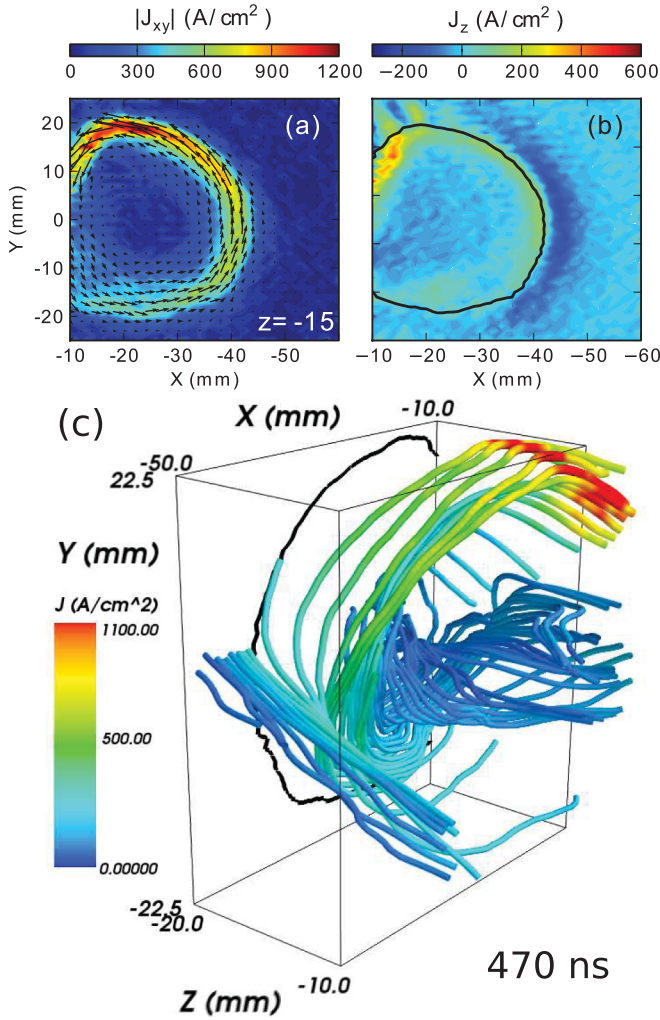 |J_xy| (A/cm²)
J_z (A/cm²)
0 300 600 900 1200
−200 0 200 400 600
(a)
(b)
20
10
0
-10
-20
Y (mm)
z= -15
-10 -20 -30 -40 -50
-10 -20 -30 -40 -50 -60
X (mm)
X (mm)
(c)
X (mm)
-10.0
-50.0
22.5
Y (mm)
J (A/cm^2)
1100.00
500.00
0.00000
-22.5
-20.0
-10.0
Z (mm)
470 ns